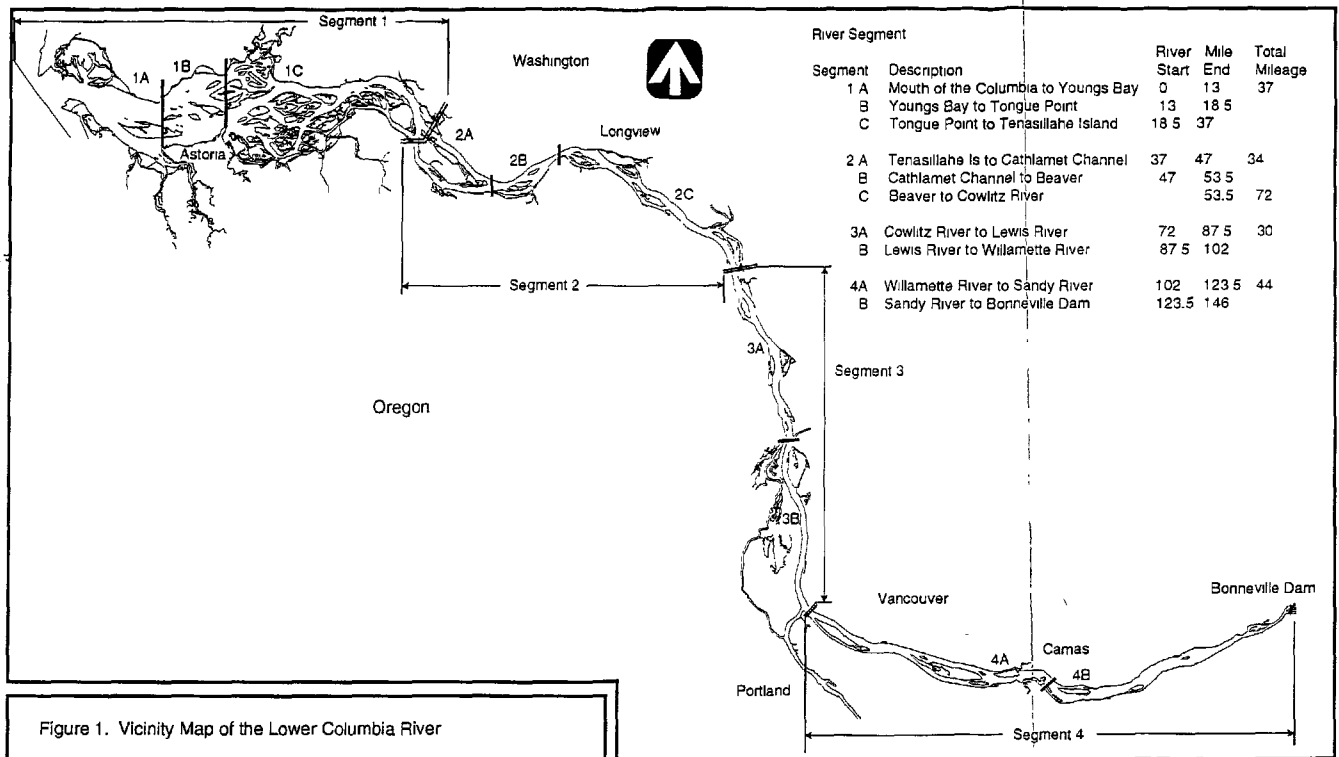 Segment 1
1A
1B
1C
Washington
Astoria
2A
2B
Longview
2C
Segment 2
Oregon
3A
Segment 3
3B
Vancouver
Bonneville Dam
4A
Camas
4B
Portland
Segment 4
River Segment
River Mile Total
Segment Description Start End Mileage
1 A Mouth of the Columbia to Youngs Bay 0 13 37
B Youngs Bay to Tongue Point 13 18 5
C Tongue Point to Tenasillahe Island 18 5 37
2 A Tenasillahe Is to Cathlamet Channel 37 47 34
B Cathlamet Channel to Beaver 47 53 5
C Beaver to Cowlitz River 53.5 72
3A Cowlitz River to Lewis River 72 87 5 30
B Lewis River to Willamette River 87 5 102
4A Willamette River to Sandy River 102 123 5 44
B Sandy River to Bonneville Dam 123.5 146
Figure 1. Vicinity Map of the Lower Columbia River